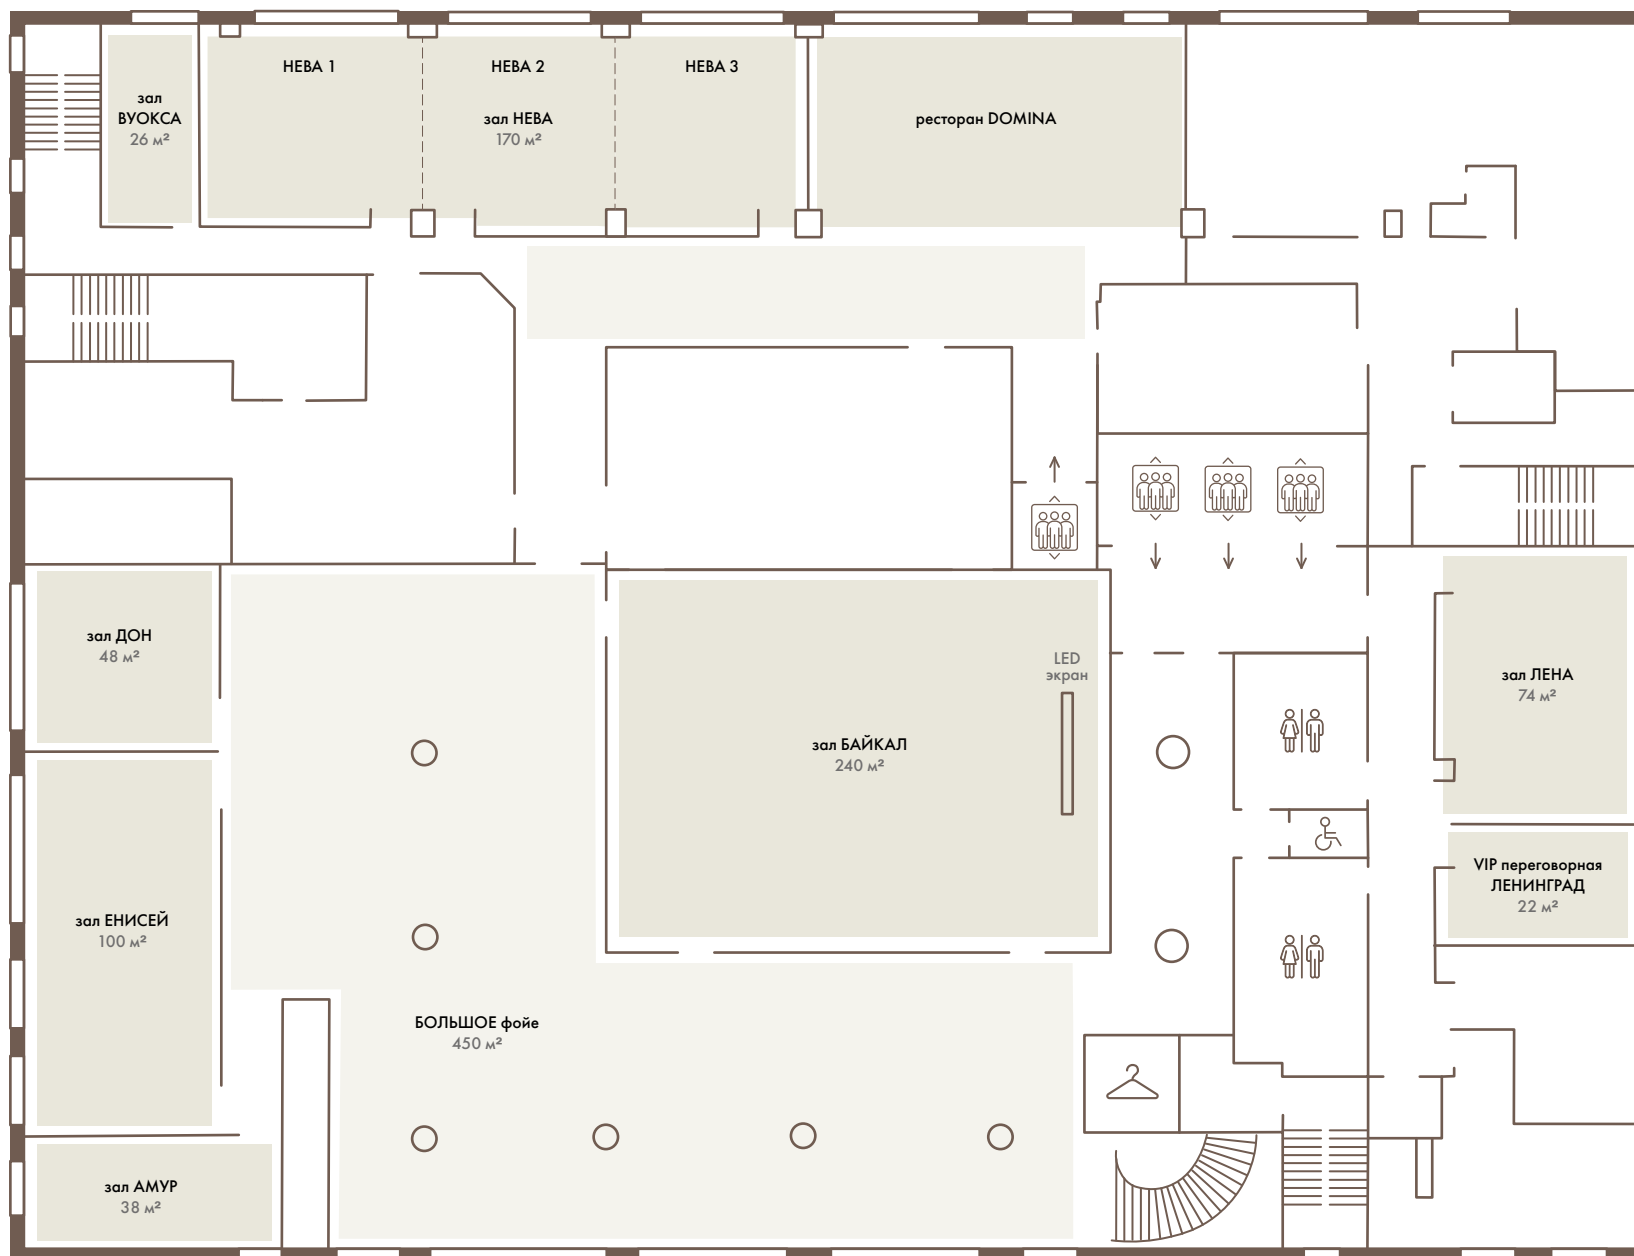 НЕВА 1
НЕВА 2
НЕВА 3
зал
ВУОКСА
26 м²
зал НЕВА
170 м²
ресторан DOMINA
зал ДОН
48 м²
LED
экран
зал ЛЕНА
74 м²
зал БАЙКАЛ
240 м²
VIP переговорная
ЛЕНИНГРАД
22 м²
зал ЕНИСЕЙ
100 м²
БОЛЬШОЕ фойе
450 м²
зал АМУР
38 м²